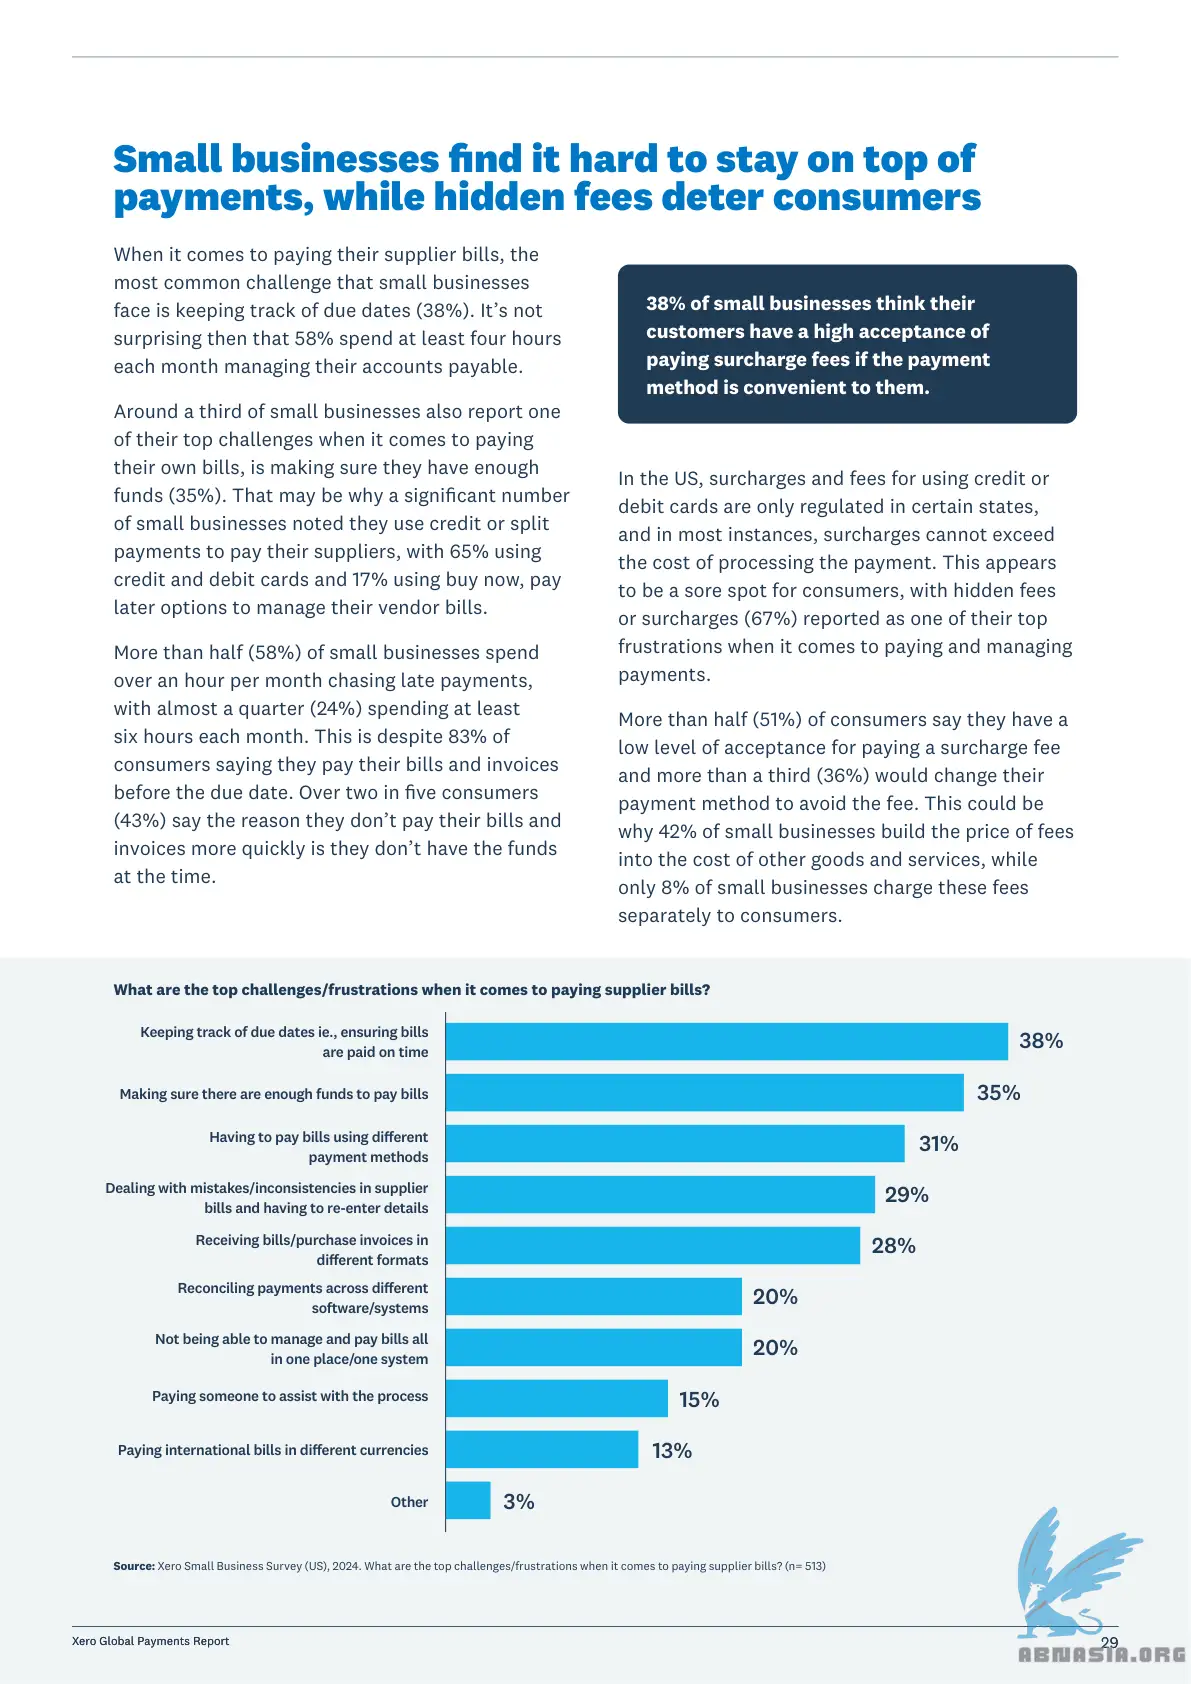 Small businesses find it hard to stay on top of
payments, while hidden fees deter consumers
When it comes to paying their supplier bills, the
most common challenge that small businesses
face is keeping track of due dates (38%). It’s not
surprising then that 58% spend at least four hours
each month managing their accounts payable.
Around a third of small businesses also report one
of their top challenges when it comes to paying
their own bills, is making sure they have enough
funds (35%). That may be why a significant number
of small businesses noted they use credit or split
payments to pay their suppliers, with 65% using
credit and debit cards and 17% using buy now, pay
later options to manage their vendor bills.
More than half (58%) of small businesses spend
over an hour per month chasing late payments,
with almost a quarter (24%) spending at least
six hours each month. This is despite 83% of
consumers saying they pay their bills and invoices
before the due date. Over two in five consumers
(43%) say the reason they don’t pay their bills and
invoices more quickly is they don’t have the funds
at the time.
38% of small businesses think their
customers have a high acceptance of
paying surcharge fees if the payment
method is convenient to them.
In the US, surcharges and fees for using credit or
debit cards are only regulated in certain states,
and in most instances, surcharges cannot exceed
the cost of processing the payment. This appears
to be a sore spot for consumers, with hidden fees
or surcharges (67%) reported as one of their top
frustrations when it comes to paying and managing
payments.
More than half (51%) of consumers say they have a
low level of acceptance for paying a surcharge fee
and more than a third (36%) would change their
payment method to avoid the fee. This could be
why 42% of small businesses build the price of fees
into the cost of other goods and services, while
only 8% of small businesses charge these fees
separately to consumers.
What are the top challenges/frustrations when it comes to paying supplier bills?
Keeping track of due dates ie., ensuring bills
are paid on time
38%
Making sure there are enough funds to pay bills
35%
Having to pay bills using different
payment methods
31%
Dealing with mistakes/inconsistencies in supplier
bills and having to re-enter details
29%
Receiving bills/purchase invoices in
different formats
28%
Reconciling payments across different
software/systems
20%
Not being able to manage and pay bills all
in one place/one system
20%
Paying someone to assist with the process
15%
Paying international bills in different currencies
13%
Other
3%
Source: Xero Small Business Survey (US), 2024. What are the top challenges/frustrations when it comes to paying supplier bills? (n= 513)
Xero Global Payments Report
29
ABNASIA.ORG